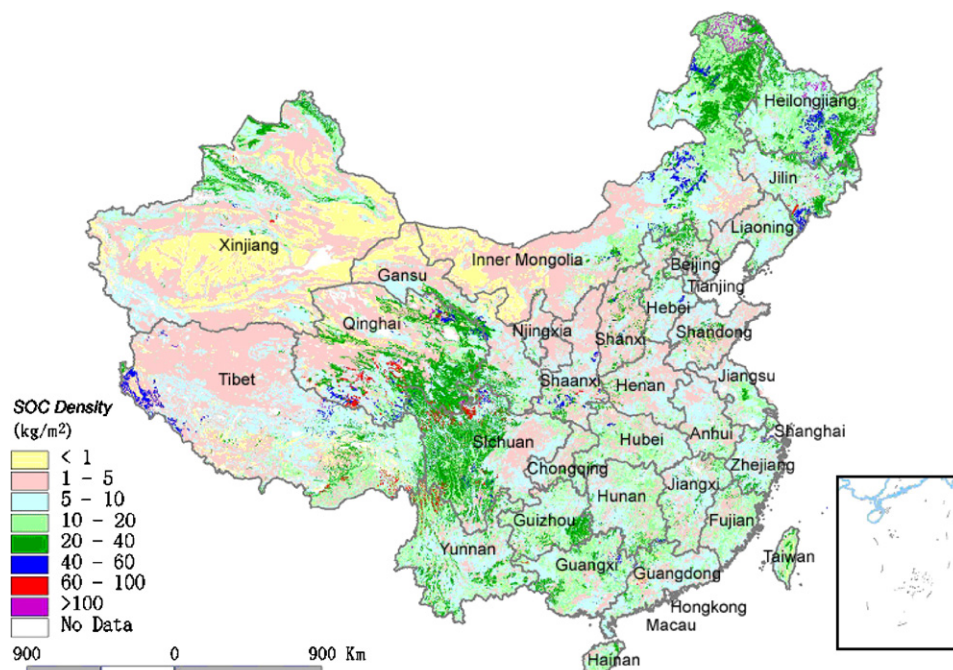 Heilongjiang
Jilin
Liaoning
Xinjiang
Inner Mongolia
Beijing
Gansu
Tianjing
Hebei
Qinghai
Njingxia
Shanxi
Shandong
Tibet
Shaanxi
Henan
Jiangsu
SOC Density
(kg/m²)
Sichuan
Hubei
Anhui
Shanghai
< 1
1 - 5
5 - 10
10 - 20
20 - 40
40 - 60
60 - 100
>100
No Data
Chongqing
Zhejiang
Hunan
Jiangxi
Guizhou
Fujian
Yunnan
Guangxi
Guangdong
Taiwan
Hongkong
Macau
Hainan
900 0 900 Km